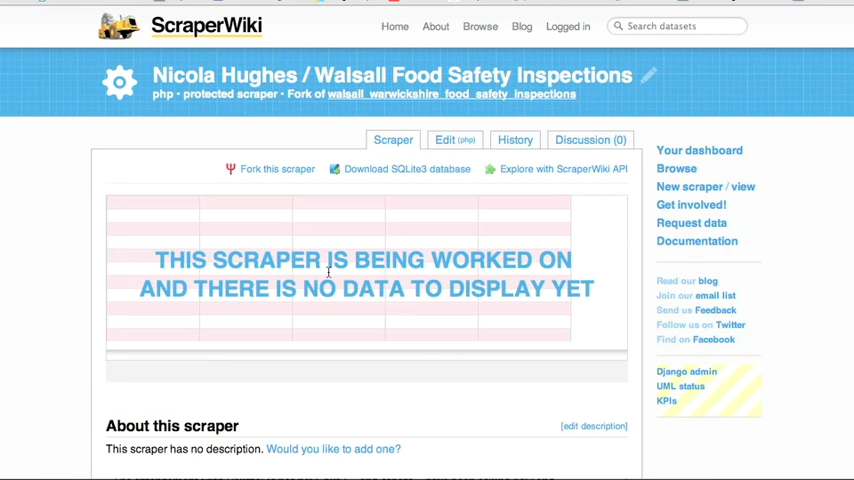 ScraperWiki
Home About Browse Blog Logged in Search datasets
Nicola Hughes / Walsall Food Safety Inspections
php • protected scraper • Fork of walsall_warwickshire_food_safety_inspections
Scraper Edit (php) History Discussion (0)
Fork this scraper Download SQLite3 database Explore with ScraperWiki API
THIS SCRAPER IS BEING WORKED ON
AND THERE IS NO DATA TO DISPLAY YET
About this scraper [edit description]
This scraper has no description. Would you like to add one?
Your dashboard
Browse
New scraper / view
Get involved!
Request data
Documentation
Read our blog
Join our email list
Send us Feedback
Follow us on Twitter
Find on Facebook
Django admin
UML status
KPIs